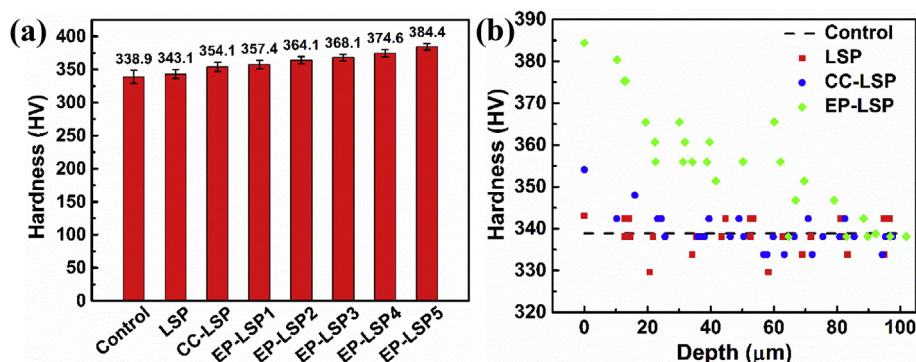 (a)
338.9 343.1 354.1 357.4 364.1 368.1 374.6 384.4
400
350
300
250
200
150
100
50
0
Hardness (HV)
Control LSP CC-LSP EP-LSP1 EP-LSP2 EP-LSP3 EP-LSP4 EP-LSP5
(b)
390
380
370
360
350
340
330
320
Hardness (HV)
Control
LSP
CC-LSP
EP-LSP
0 20 40 60 80 100
Depth (μm)